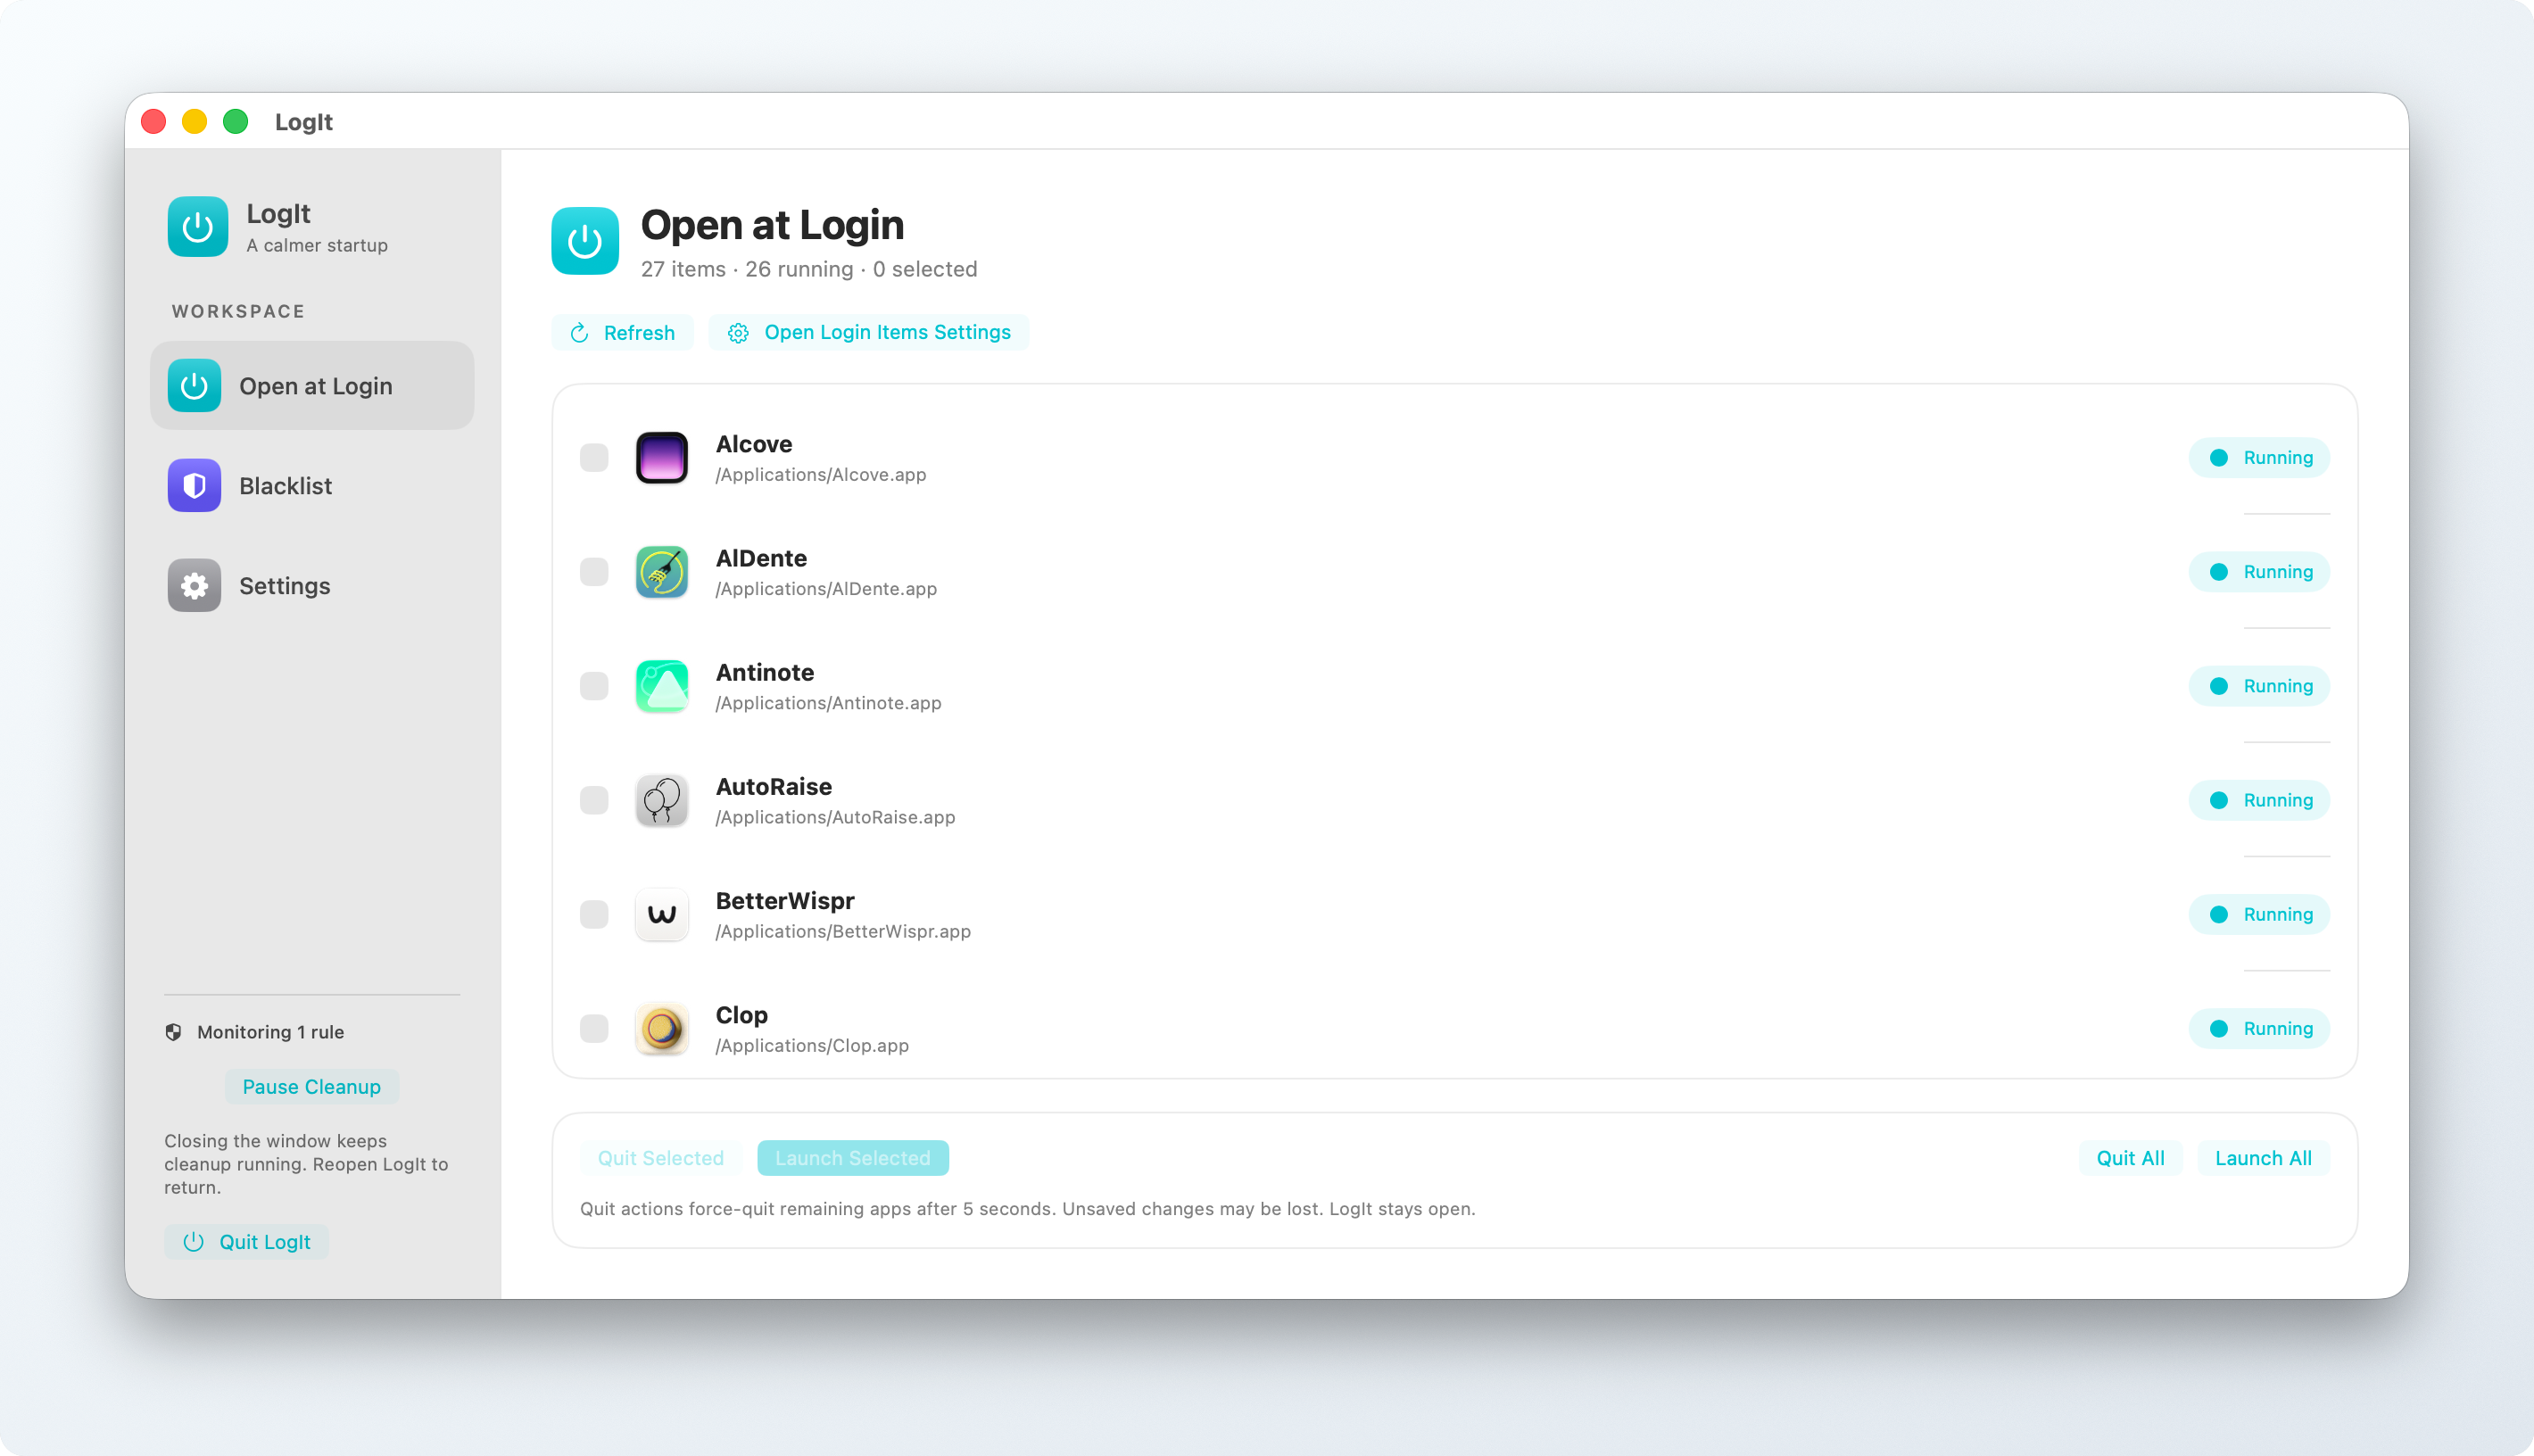 LogIt
LogIt
A calmer startup
WORKSPACE
Open at Login
Blacklist
Settings
Monitoring 1 rule
Pause Cleanup
Closing the window keeps
cleanup running. Reopen LogIt to
return.
Quit LogIt
Open at Login
27 items · 26 running · 0 selected
Refresh
Open Login Items Settings
Alcove
/Applications/Alcove.app
Running
AlDente
/Applications/AlDente.app
Running
Antinote
/Applications/Antinote.app
Running
AutoRaise
/Applications/AutoRaise.app
Running
BetterWispr
/Applications/BetterWispr.app
Running
Clop
/Applications/Clop.app
Running
Quit Selected
Launch Selected
Quit All
Launch All
Quit actions force-quit remaining apps after 5 seconds. Unsaved changes may be lost. LogIt stays open.